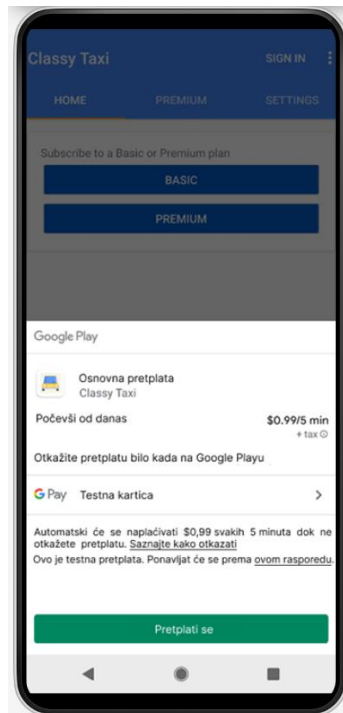 Classy Taxi
SIGN IN
HOME
PREMIUM
SETTINGS
Subscribe to a Basic or Premium plan
BASIC
PREMIUM
Google Play
Osnovna pretplata
Classy Taxi
Počevši od danas
$0.99/5 min
+ tax
Otkažite pretplatu bilo kada na Google Playu
G Pay Testna kartica
Automatski će se naplaćivati $0,99 svakih 5 minuta dok ne
otkažete pretplatu. Saznajte kako otkazati
Ovo je testna pretplata. Ponavljat će se prema ovom rasporedu.
Pretplati se